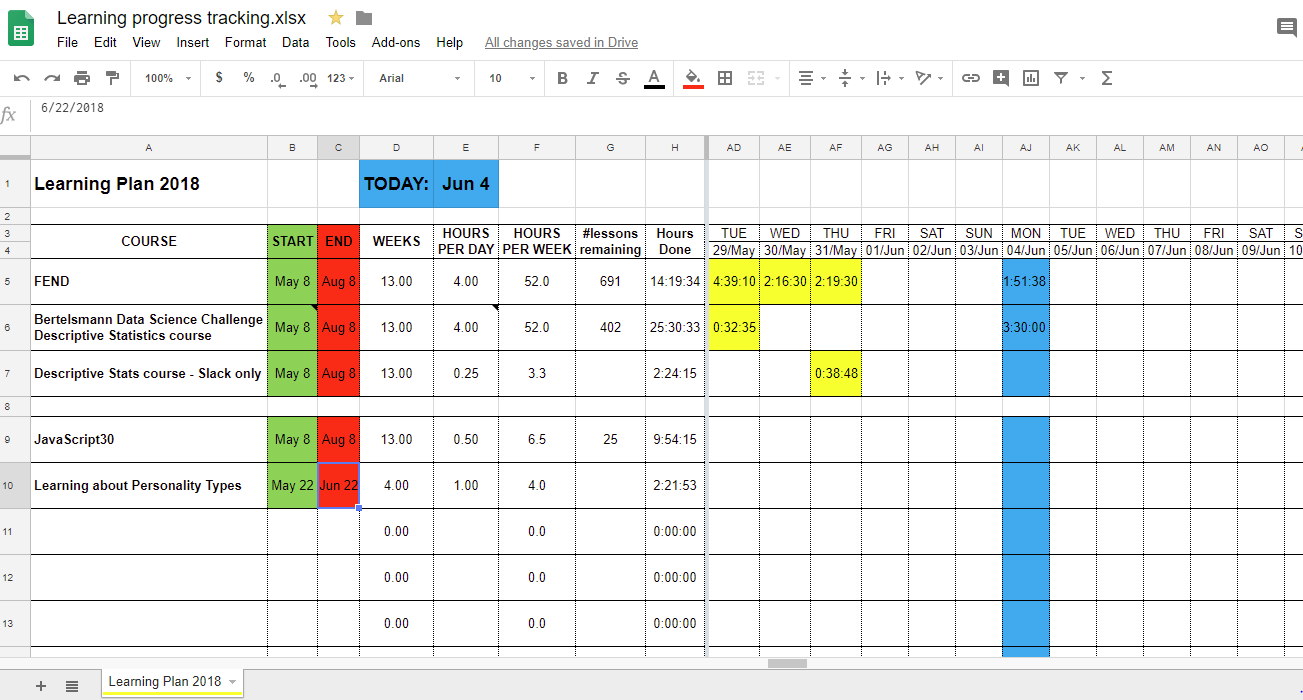 Learning progress tracking.xlsx
File Edit View Insert Format Data Tools Add-ons Help All changes saved in Drive
100% $ % .0 .00 123 Arial 10 B I S A
fx 6/22/2018
A B C D E F G H AD AE AF AG AH AI AJ AK AL AM AN AO
1 Learning Plan 2018 TODAY: Jun 4
2
3 COURSE START END WEEKS HOURS PER DAY HOURS PER WEEK #lessons remaining Hours Done TUE WED THU FRI SAT SUN MON TUE WED THU FRI SAT S
4 29/May 30/May 31/May 01/Jun 02/Jun 03/Jun 04/Jun 05/Jun 06/Jun 07/Jun 08/Jun 09/Jun 10
5 FEND May 8 Aug 8 13.00 4.00 52.0 691 14:19:34 4:39:10 2:16:30 2:19:30 1:51:38
6 Bertelsmann Data Science Challenge Descriptive Statistics course May 8 Aug 8 13.00 4.00 52.0 402 25:30:33 0:32:35 3:30:00
7 Descriptive Stats course - Slack only May 8 Aug 8 13.00 0.25 3.3 2:24:15 0:38:48
8
9 JavaScript30 May 8 Aug 8 13.00 0.50 6.5 25 9:54:15
10 Learning about Personality Types May 22 Jun 22 4.00 1.00 4.0 2:21:53
11 0.00 0.0 0:00:00
12 0.00 0.0 0:00:00
13 0.00 0.0 0:00:00
Learning Plan 2018